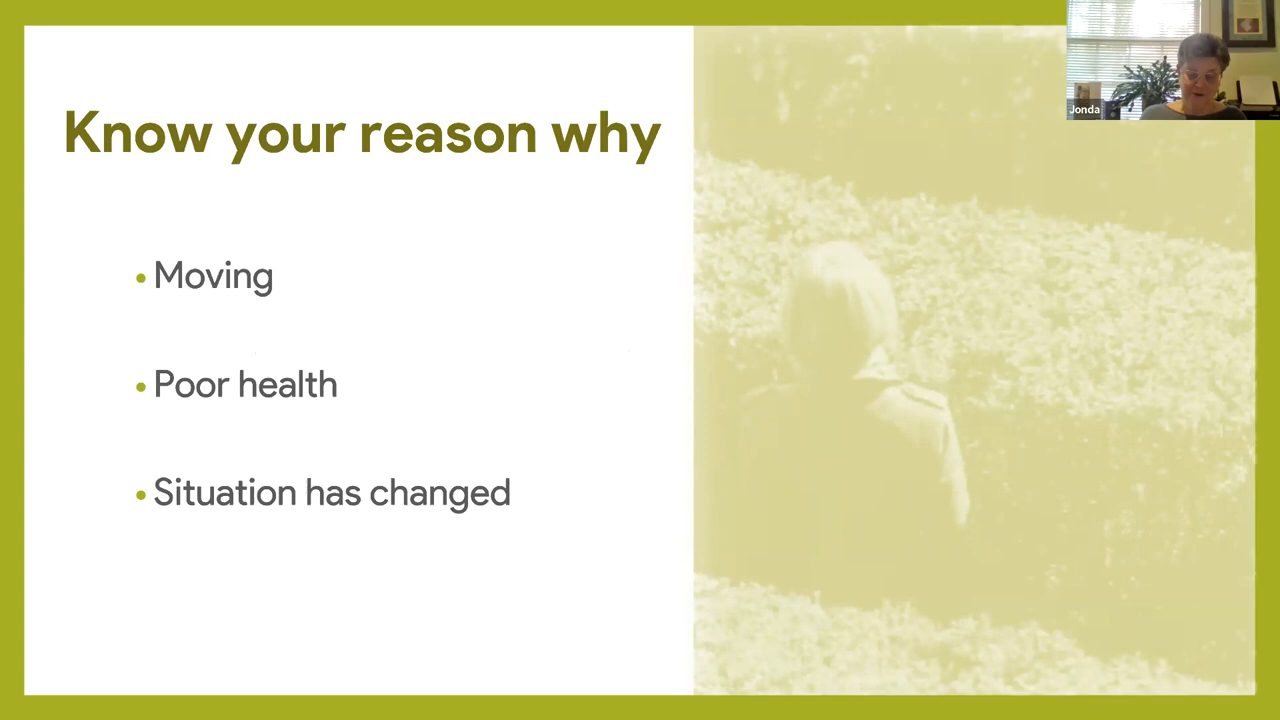 Know your reason why
• Moving
• Poor health
• Situation has changed
Jonda